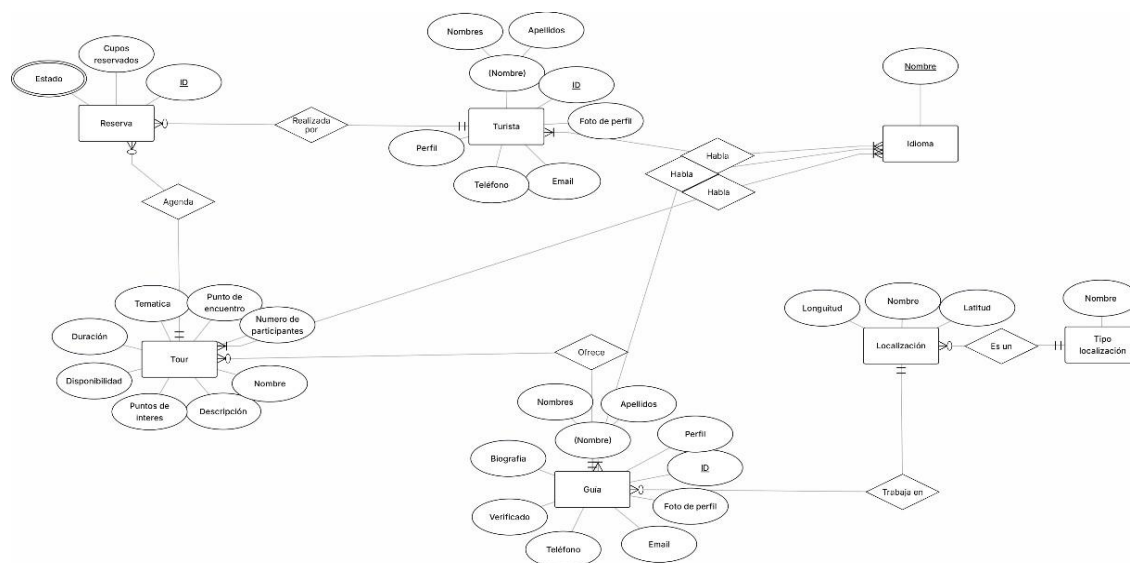 Nombres
Apellidos
Cupos
reservados
Estado
ID
(Nombre)
ID
Nombre
Reserva
Realizada
por
Turista
Foto de perfil
Idioma
Perfil
Habla
Habla
Habla
Teléfono
Email
Agenda
Tematica
Punto de
encuentro
Numero de
participantes
Duración
Tour
Disponibilidad
Nombre
Puntos de
interes
Descripción
Ofrece
Longuitud
Nombre
Latitud
Nombre
Localización
Es un
Tipo
localización
Nombres
Apellidos
(Nombre)
Perfil
Biografia
ID
Guia
Trabaja en
Verificado
Foto de perfil
Teléfono
Email